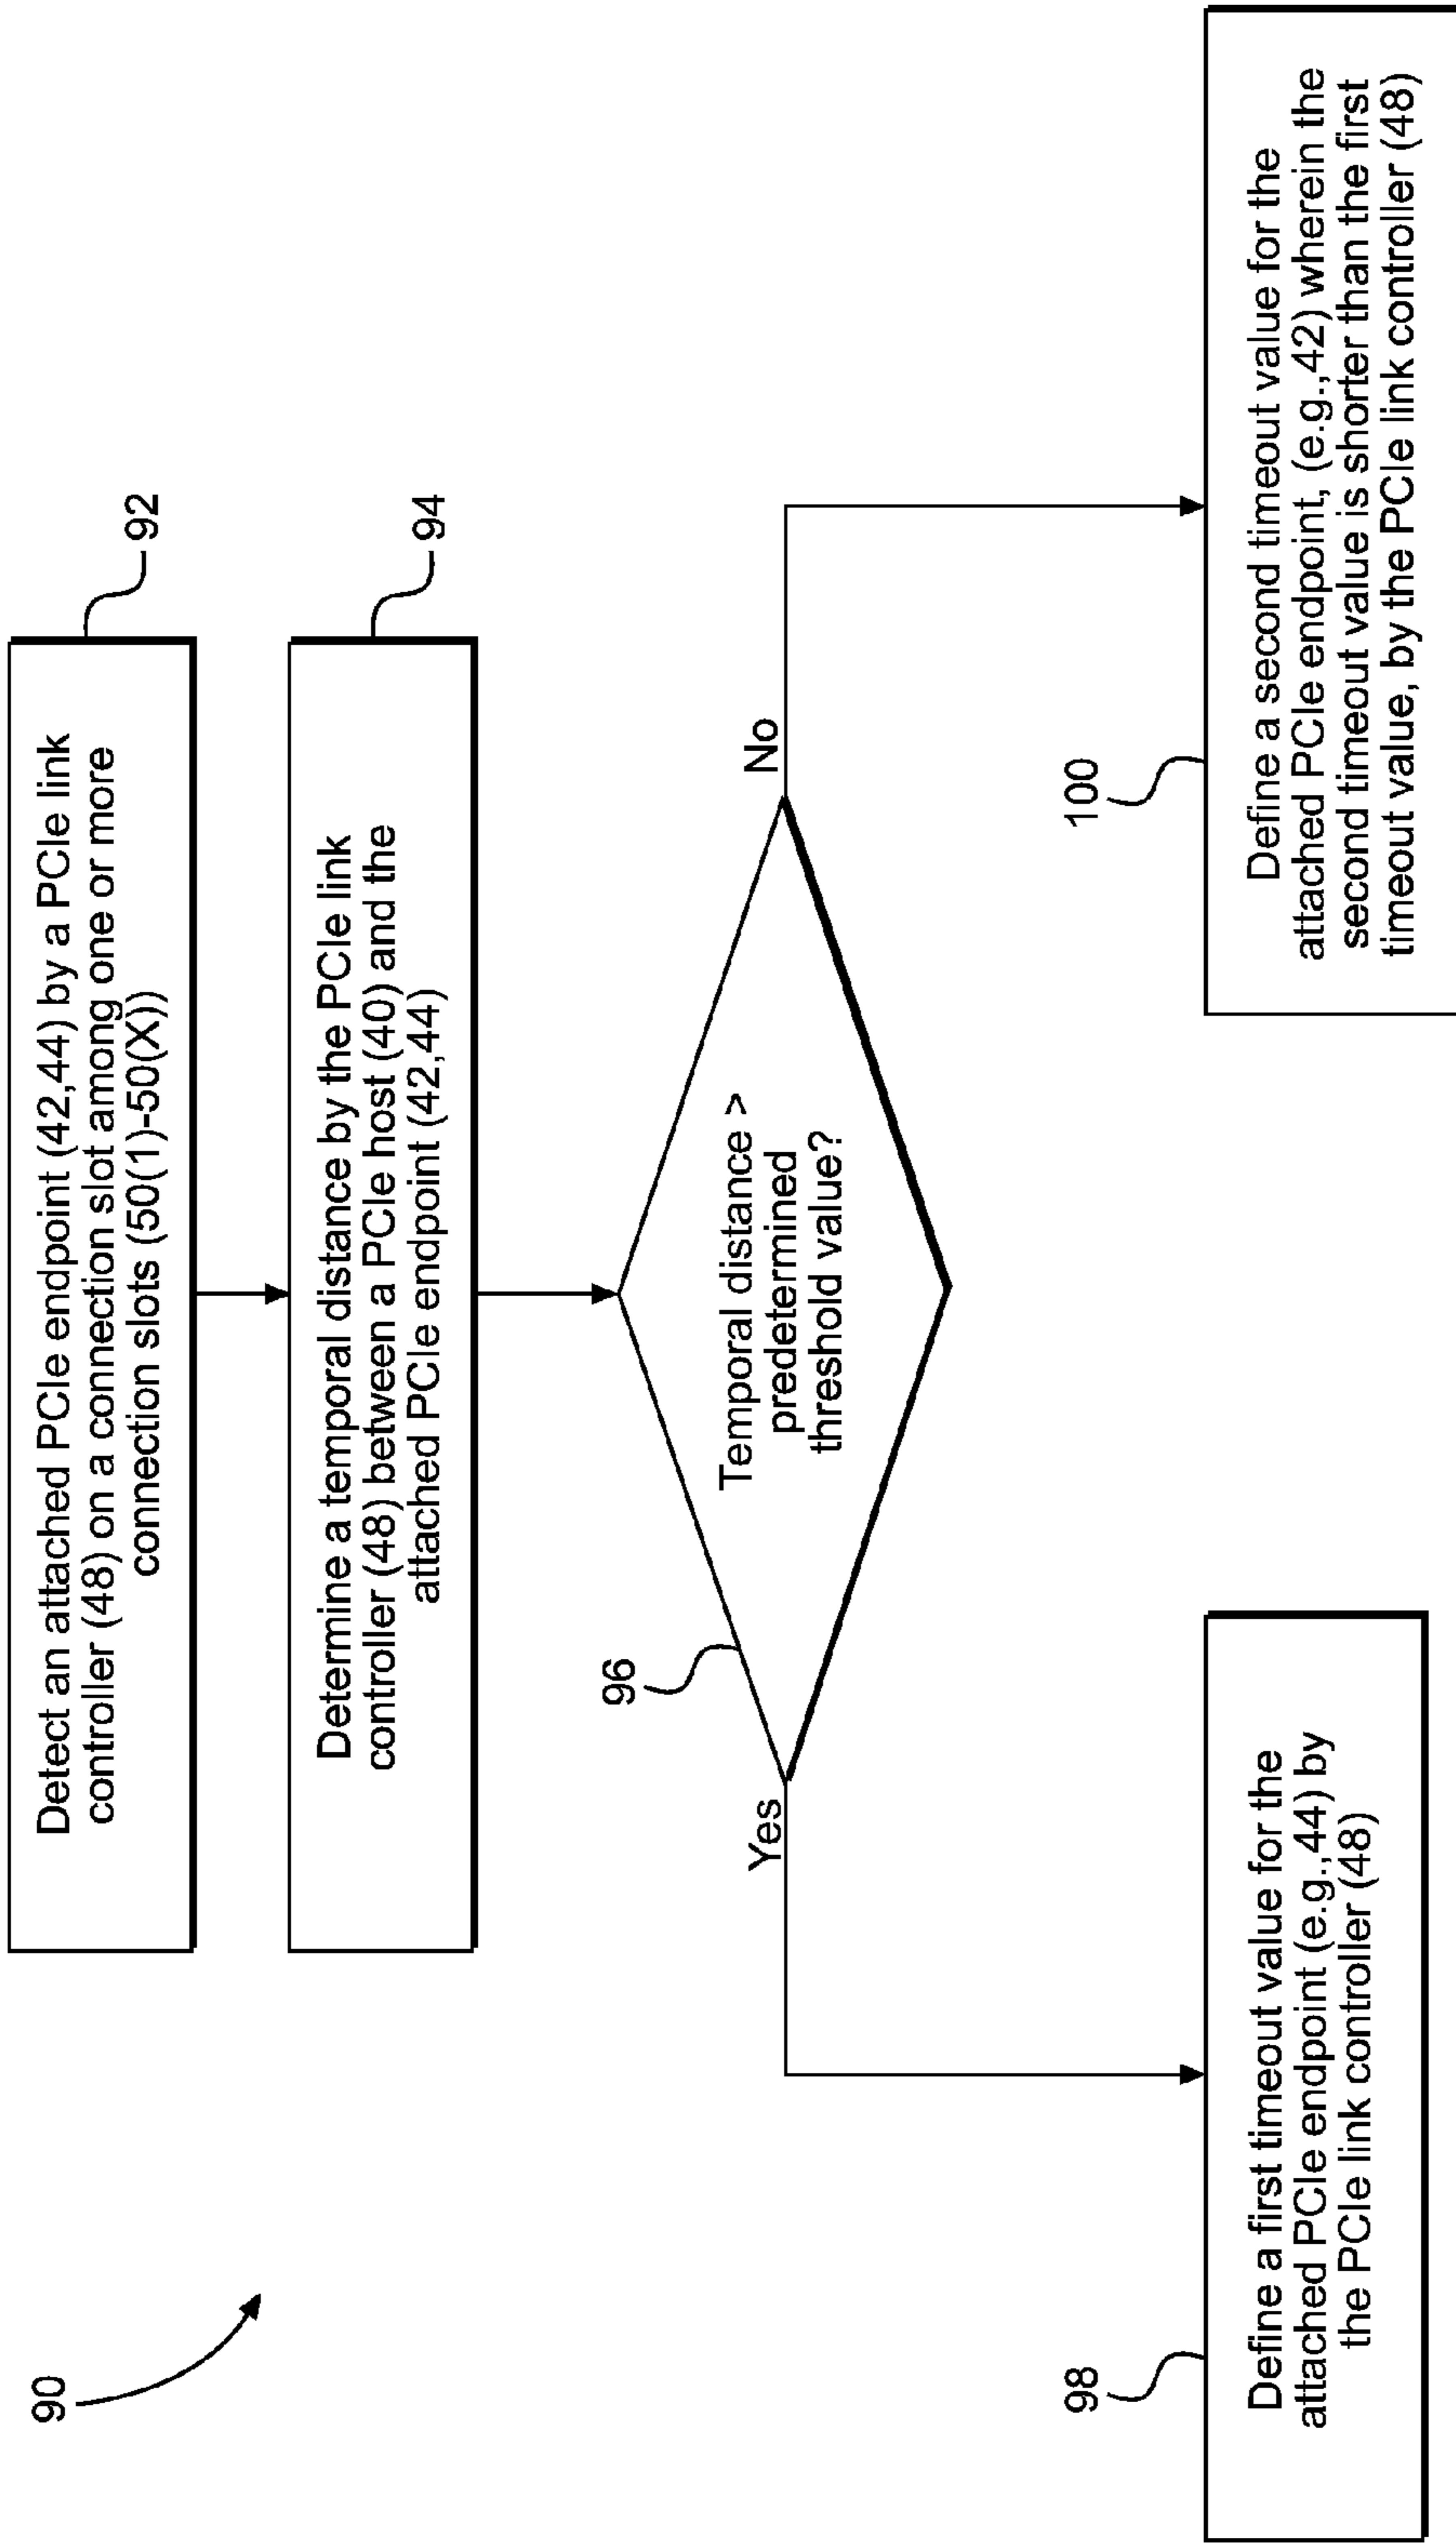 90
Detect an attached PCIe endpoint (42,44) by a PCIe link
controller (48) on a connection slot among one or more
connection slots (50(1)-50(X))
92
Determine a temporal distance by the PCIe link
controller (48) between a PCIe host (40) and the
attached PCIe endpoint (42,44)
94
96
Temporal distance >
predetermined
threshold value?
Yes
No
98
Define a first timeout value for the
attached PCIe endpoint (e.g.,44) by
the PCIe link controller (48)
100
Define a second timeout value for the
attached PCIe endpoint, (e.g.,42) wherein the
second timeout value is shorter than the first
timeout value, by the PCIe link controller (48)